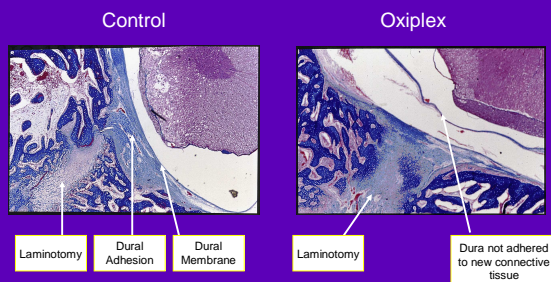 Control
Oxiplex
Laminotomy
Dural
Adhesion
Dural
Membrane
Laminotomy
Dura not adhered
to new connective
tissue